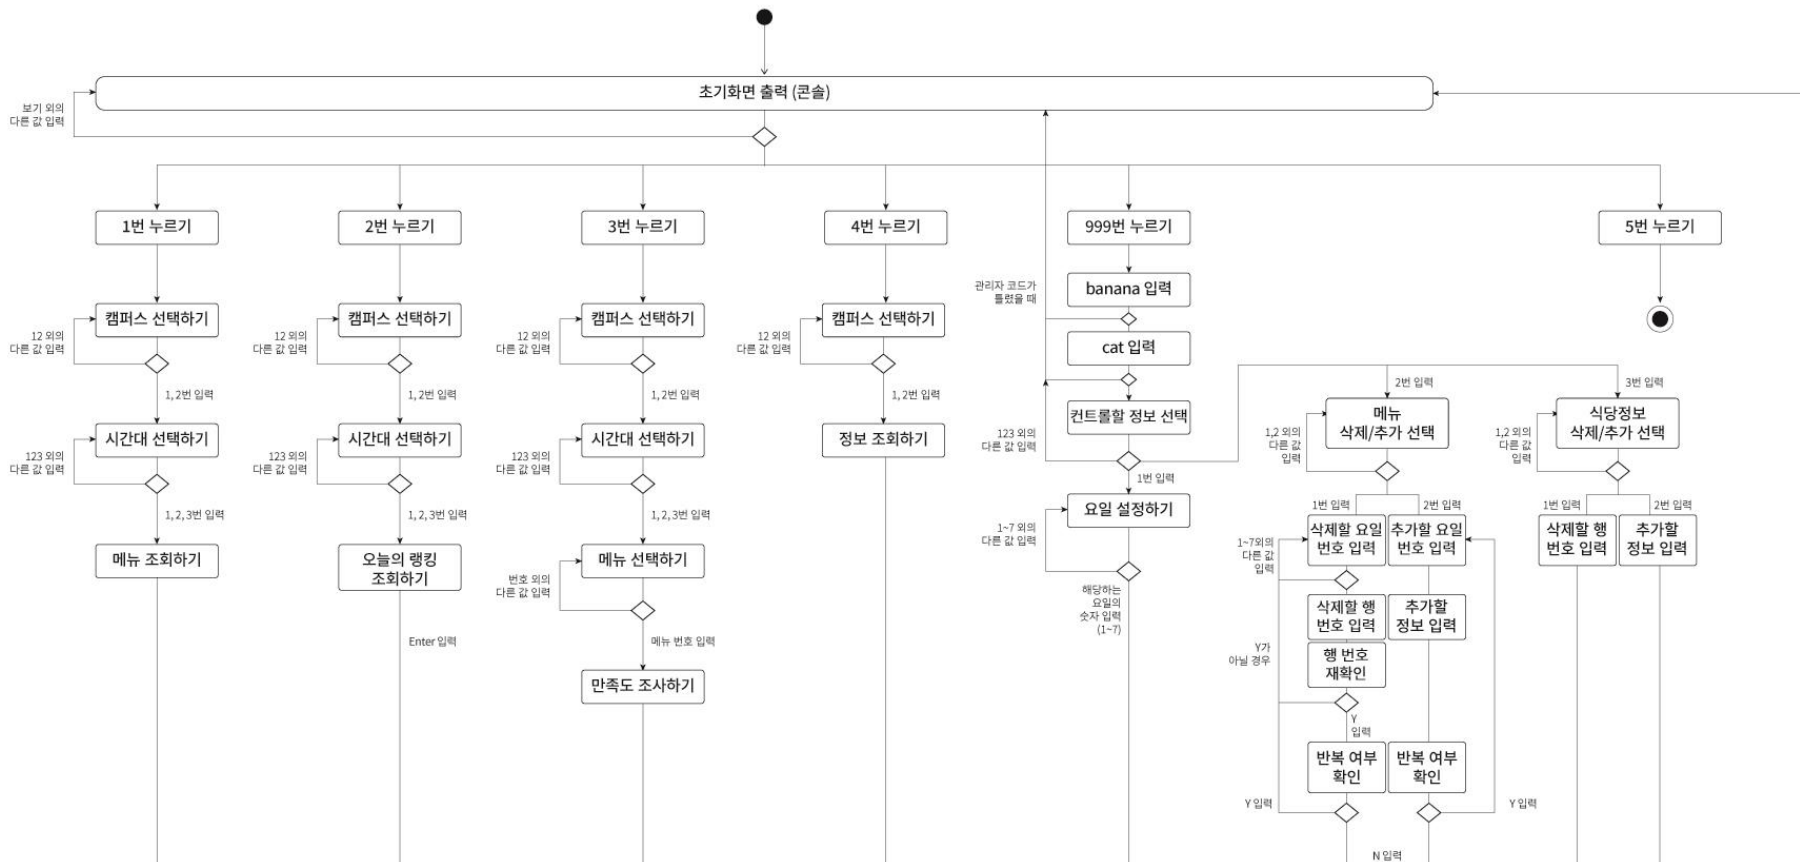 초기화면 출력 (콘솔)
보기 외의
다른 값 입력
1번 누르기
2번 누르기
3번 누르기
4번 누르기
999번 누르기
5번 누르기
관리자 코드가
틀렸을 때
banana 입력
캠퍼스 선택하기
캠퍼스 선택하기
캠퍼스 선택하기
캠퍼스 선택하기
12 외의
다른 값 입력
12 외의
다른 값 입력
12 외의
다른 값 입력
12 외의
다른 값 입력
cat 입력
1, 2번 입력
1, 2번 입력
1, 2번 입력
1, 2번 입력
2번 입력
3번 입력
컨트롤할 정보 선택
메뉴
삭제/추가 선택
식당정보
삭제/추가 선택
시간대 선택하기
시간대 선택하기
시간대 선택하기
정보 조회하기
123 외의
다른 값 입력
123 외의
다른 값 입력
123 외의
다른 값 입력
123 외의
다른 값 입력
1,2 외의
다른 값
입력
1,2 외의
다른 값
입력
1번 입력
1, 2, 3번 입력
1, 2, 3번 입력
1, 2, 3번 입력
요일 설정하기
1번 입력
2번 입력
1번 입력
2번 입력
1~7 외의
다른 값 입력
삭제할 요일
번호 입력
추가할 요일
번호 입력
삭제할 행
번호 입력
추가할
정보 입력
메뉴 조회하기
오늘의 랭킹
조회하기
메뉴 선택하기
1~7외의
다른 값
입력
번호 외의
다른 값 입력
해당하는
요일의
숫자 입력
(1~7)
삭제할 행
번호 입력
추가할
정보 입력
Enter 입력
메뉴 번호 입력
Y가
아닐 경우
행 번호
재확인
만족도 조사하기
Y
입력
반복 여부
확인
반복 여부
확인
Y 입력
Y 입력
N 입력